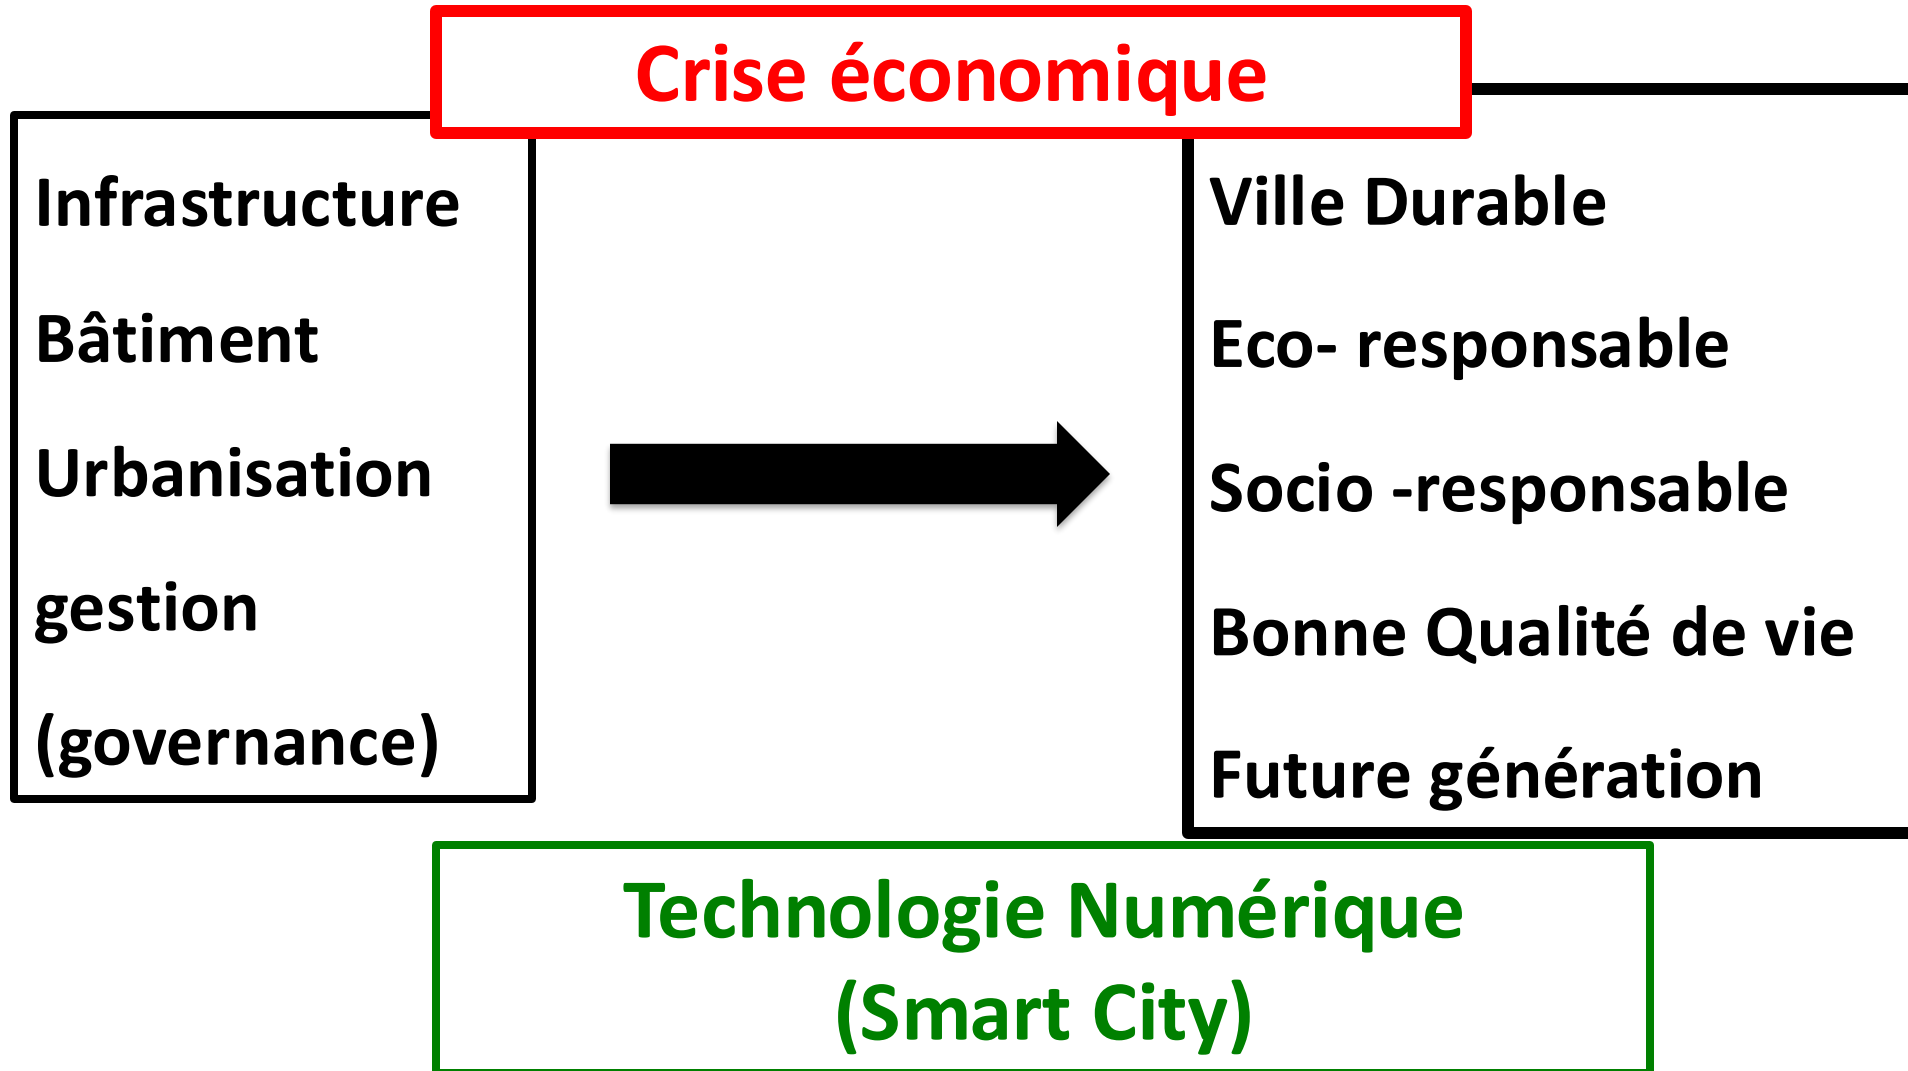 Crise économique
Infrastructure
Bâtiment
Urbanisation
gestion
(governance)
Ville Durable
Eco- responsable
Socio -responsable
Bonne Qualité de vie
Future génération
Technologie Numérique
(Smart City)